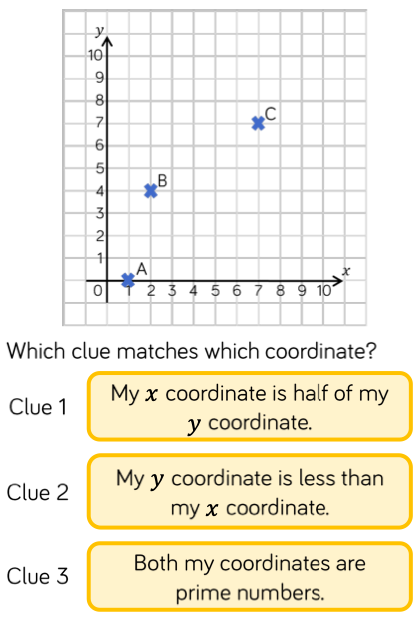 y
10
9
8
7
6
5
4
3
2
1
C
B
A
x
0 1 2 3 4 5 6 7 8 9 10
Which clue matches which coordinate?
Clue 1
My x coordinate is half of my
y coordinate.
Clue 2
My y coordinate is less than
my x coordinate.
Clue 3
Both my coordinates are
prime numbers.